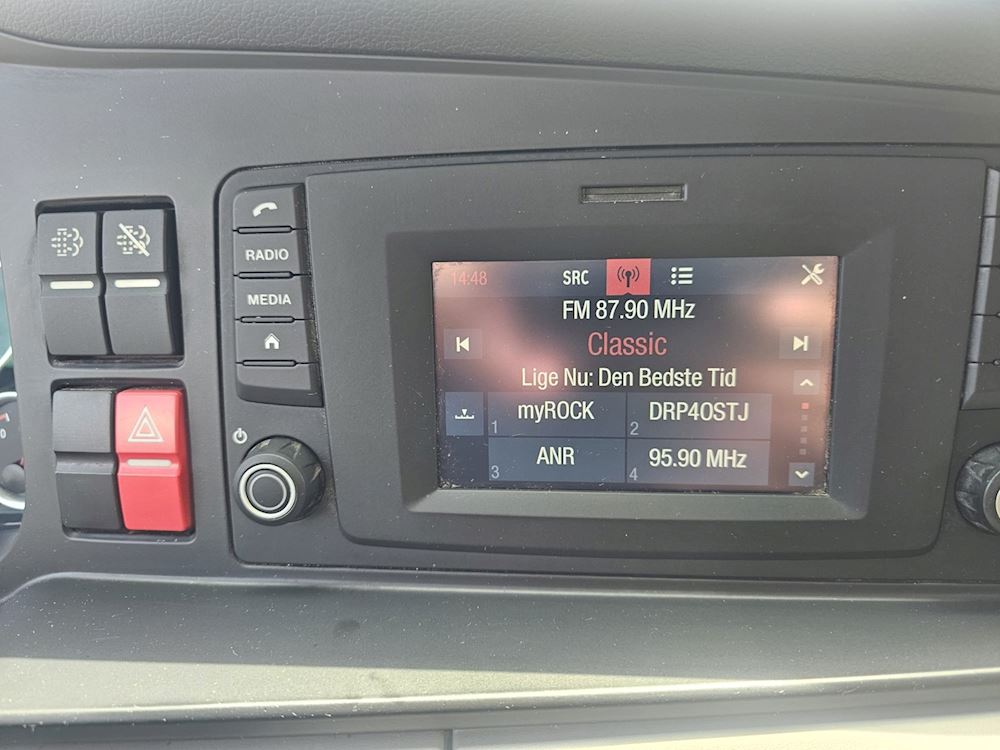 RADIO
MEDIA
14:48 SRC
FM 87.90 MHz
Classic
Lige Nu: Den Bedste Tid
1 myROCK
2 DRP4OSTJ
3 ANR
4 95.90 MHz
0